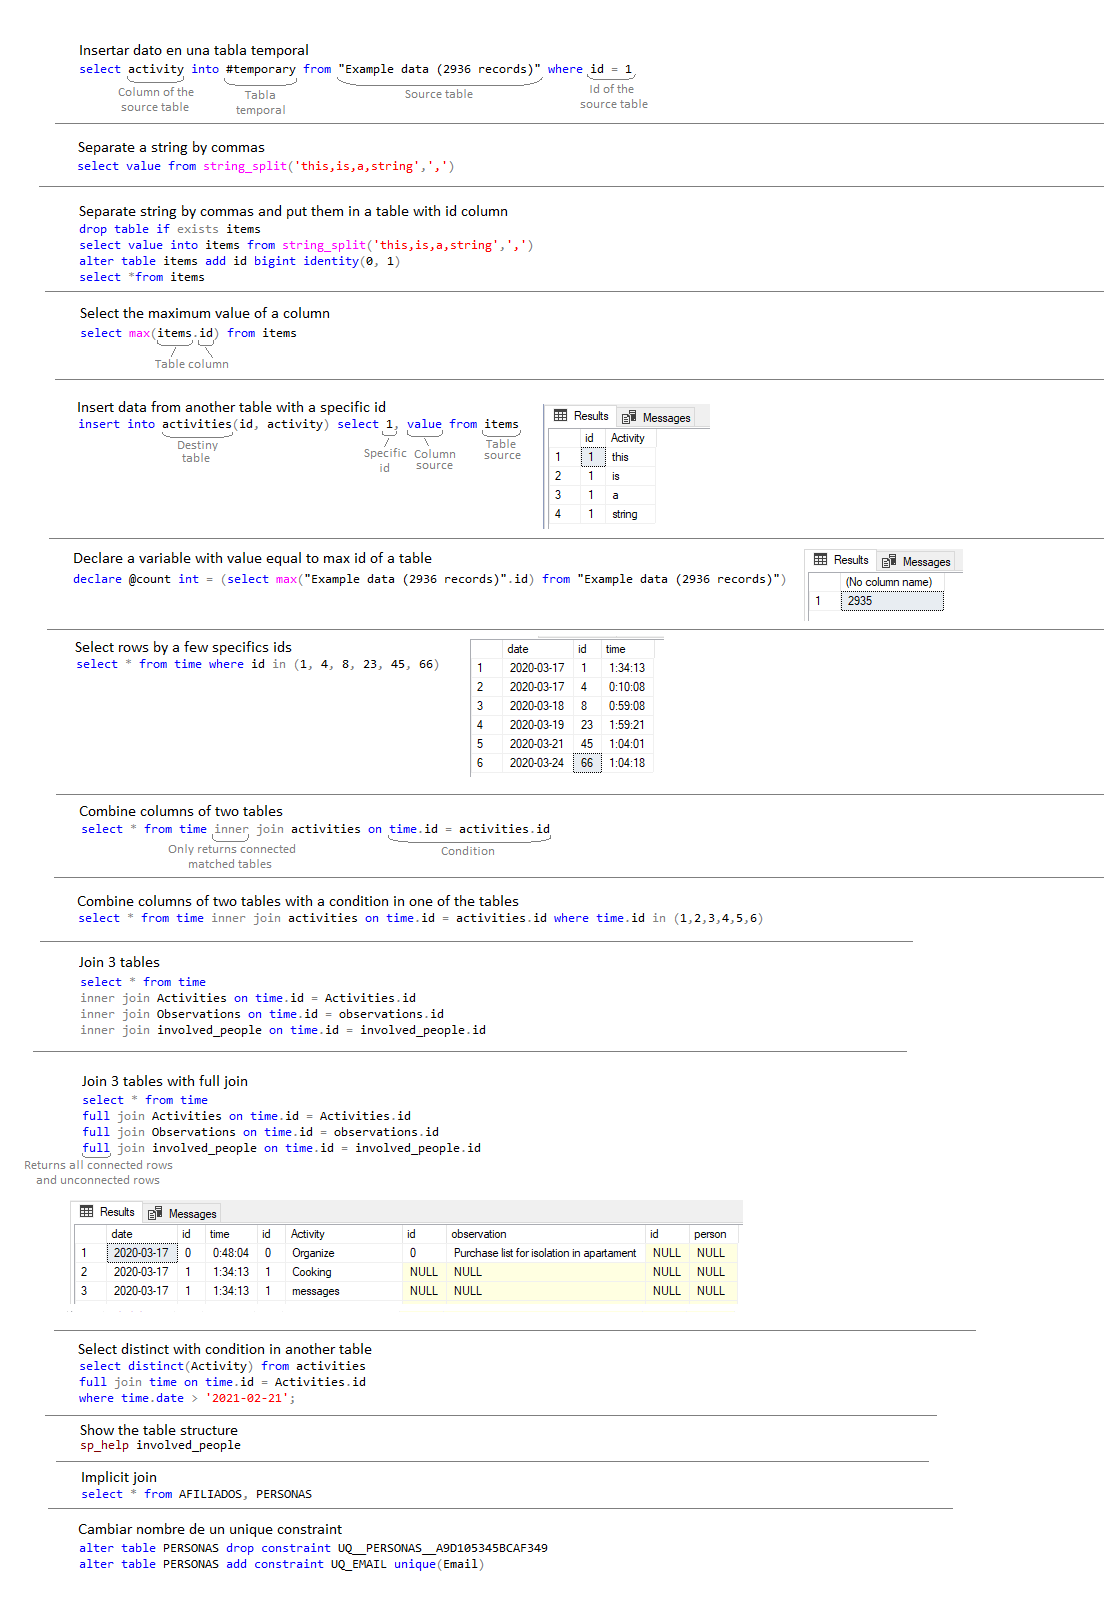 Insertar dato en una tabla temporal
select activity into #temporary from "Example data (2936 records)" where id = 1
Column of the source table
Tabla temporal
Source table
Id of the source table
Separate a string by commas
select value from string_split('this,is,a,string',',')
Separate string by commas and put them in a table with id column
drop table if exists items
select value into items from string_split('this,is,a,string',',')
alter table items add id bigint identity(0, 1)
select *from items
Select the maximum value of a column
select max(items.id) from items
Table column
Insert data from another table with a specific id
insert into activities(id, activity) select 1, value from items
Destiny table
Specific id
Column source
Table source
Results Messages
id Activity
1 1 this
2 1 is
3 1 a
4 1 string
Declare a variable with value equal to max id of a table
declare @count int = (select max("Example data (2936 records)".id) from "Example data (2936 records)")
Results Messages
(No column name)
1 2935
Select rows by a few specifics ids
select * from time where id in (1, 4, 8, 23, 45, 66)
date id time
1 2020-03-17 1 1:34:13
2 2020-03-17 4 0:10:08
3 2020-03-18 8 0:59:08
4 2020-03-19 23 1:59:21
5 2020-03-21 45 1:04:01
6 2020-03-24 66 1:04:18
Combine columns of two tables
select * from time inner join activities on time.id = activities.id
Only returns connected matched tables
Condition
Combine columns of two tables with a condition in one of the tables
select * from time inner join activities on time.id = activities.id where time.id in (1,2,3,4,5,6)
Join 3 tables
select * from time
inner join Activities on time.id = Activities.id
inner join Observations on time.id = observations.id
inner join involved_people on time.id = involved_people.id
Join 3 tables with full join
select * from time
full join Activities on time.id = Activities.id
full join Observations on time.id = observations.id
full join involved_people on time.id = involved_people.id
Returns all connected rows
and unconnected rows
Results Messages
date id time id Activity id observation id person
1 2020-03-17 0 0:48:04 0 Organize 0 Purchase list for isolation in apartament NULL NULL
2 2020-03-17 1 1:34:13 1 Cooking NULL NULL NULL NULL
3 2020-03-17 1 1:34:13 1 messages NULL NULL NULL NULL
Select distinct with condition in another table
select distinct(Activity) from activities
full join time on time.id = Activities.id
where time.date > '2021-02-21';
Show the table structure
sp_help involved_people
Implicit join
select * from AFILIADOS, PERSONAS
Cambiar nombre de un unique constraint
alter table PERSONAS drop constraint UQ__PERSONAS__A9D105345BCAF349
alter table PERSONAS add constraint UQ_EMAIL unique(Email)